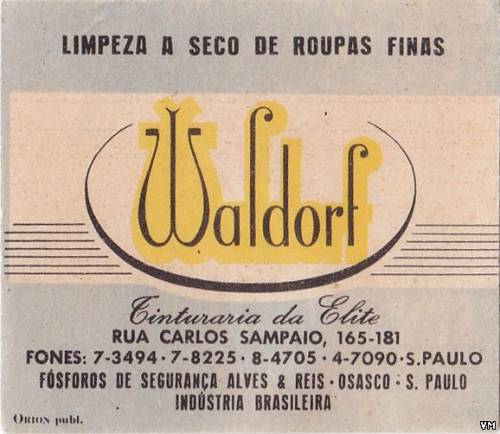 LIMPEZA A SECO DE ROUPAS FINAS
Waldorf
Tinturaria da Elite
RUA CARLOS SAMPAIO, 165-181
FONES: 7-3494 · 7-8225 · 8-4705 · 4-7090 · S. PAULO
FÓSFOROS DE SEGURANÇA ALVES & REIS · OSASCO · S. PAULO
INDÚSTRIA BRASILEIRA
ORION publ.
VM